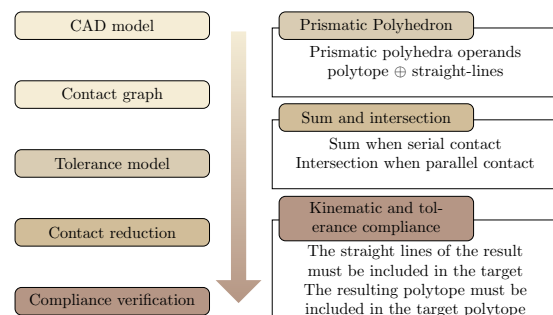 CAD model
Contact graph
Tolerance model
Contact reduction
Compliance verification
Prismatic Polyhedron
Prismatic polyhedra operands
polytope ⊕ straight-lines
Sum and intersection
Sum when serial contact
Intersection when parallel contact
Kinematic and tol-
erance compliance
The straight lines of the result
must be included in the target
The resulting polytope must be
included in the target polytope